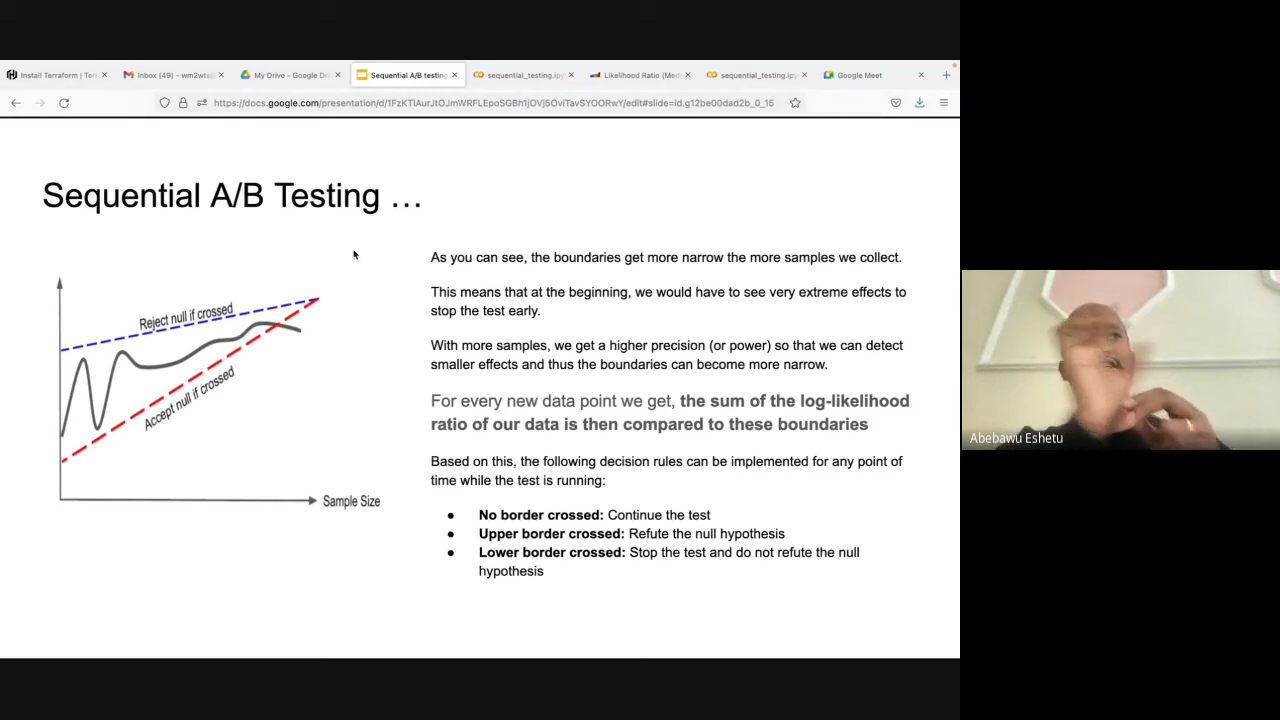 Install Terraform | Ter
Inbox (49) - wm2wts@
My Drive - Google Dri
Sequential A/B testing
sequential_testing.ipy
Likelihood Ratio (Med
sequential_testing.ipy
Google Meet
https://docs.google.com/presentation/d/1FzKTlAurJtOJmWRFLEpoSGBh1jOVj5OviTavSYOORwY/edit#slide=id.g12be00dad2b_0_15
Sequential A/B Testing …
Reject null if crossed
Accept null if crossed
Sample Size
As you can see, the boundaries get more narrow the more samples we collect.
This means that at the beginning, we would have to see very extreme effects to
stop the test early.
With more samples, we get a higher precision (or power) so that we can detect
smaller effects and thus the boundaries can become more narrow.
For every new data point we get, the sum of the log-likelihood
ratio of our data is then compared to these boundaries
Based on this, the following decision rules can be implemented for any point of
time while the test is running:
● No border crossed: Continue the test
● Upper border crossed: Refute the null hypothesis
● Lower border crossed: Stop the test and do not refute the null
hypothesis
Abebawu Eshetu